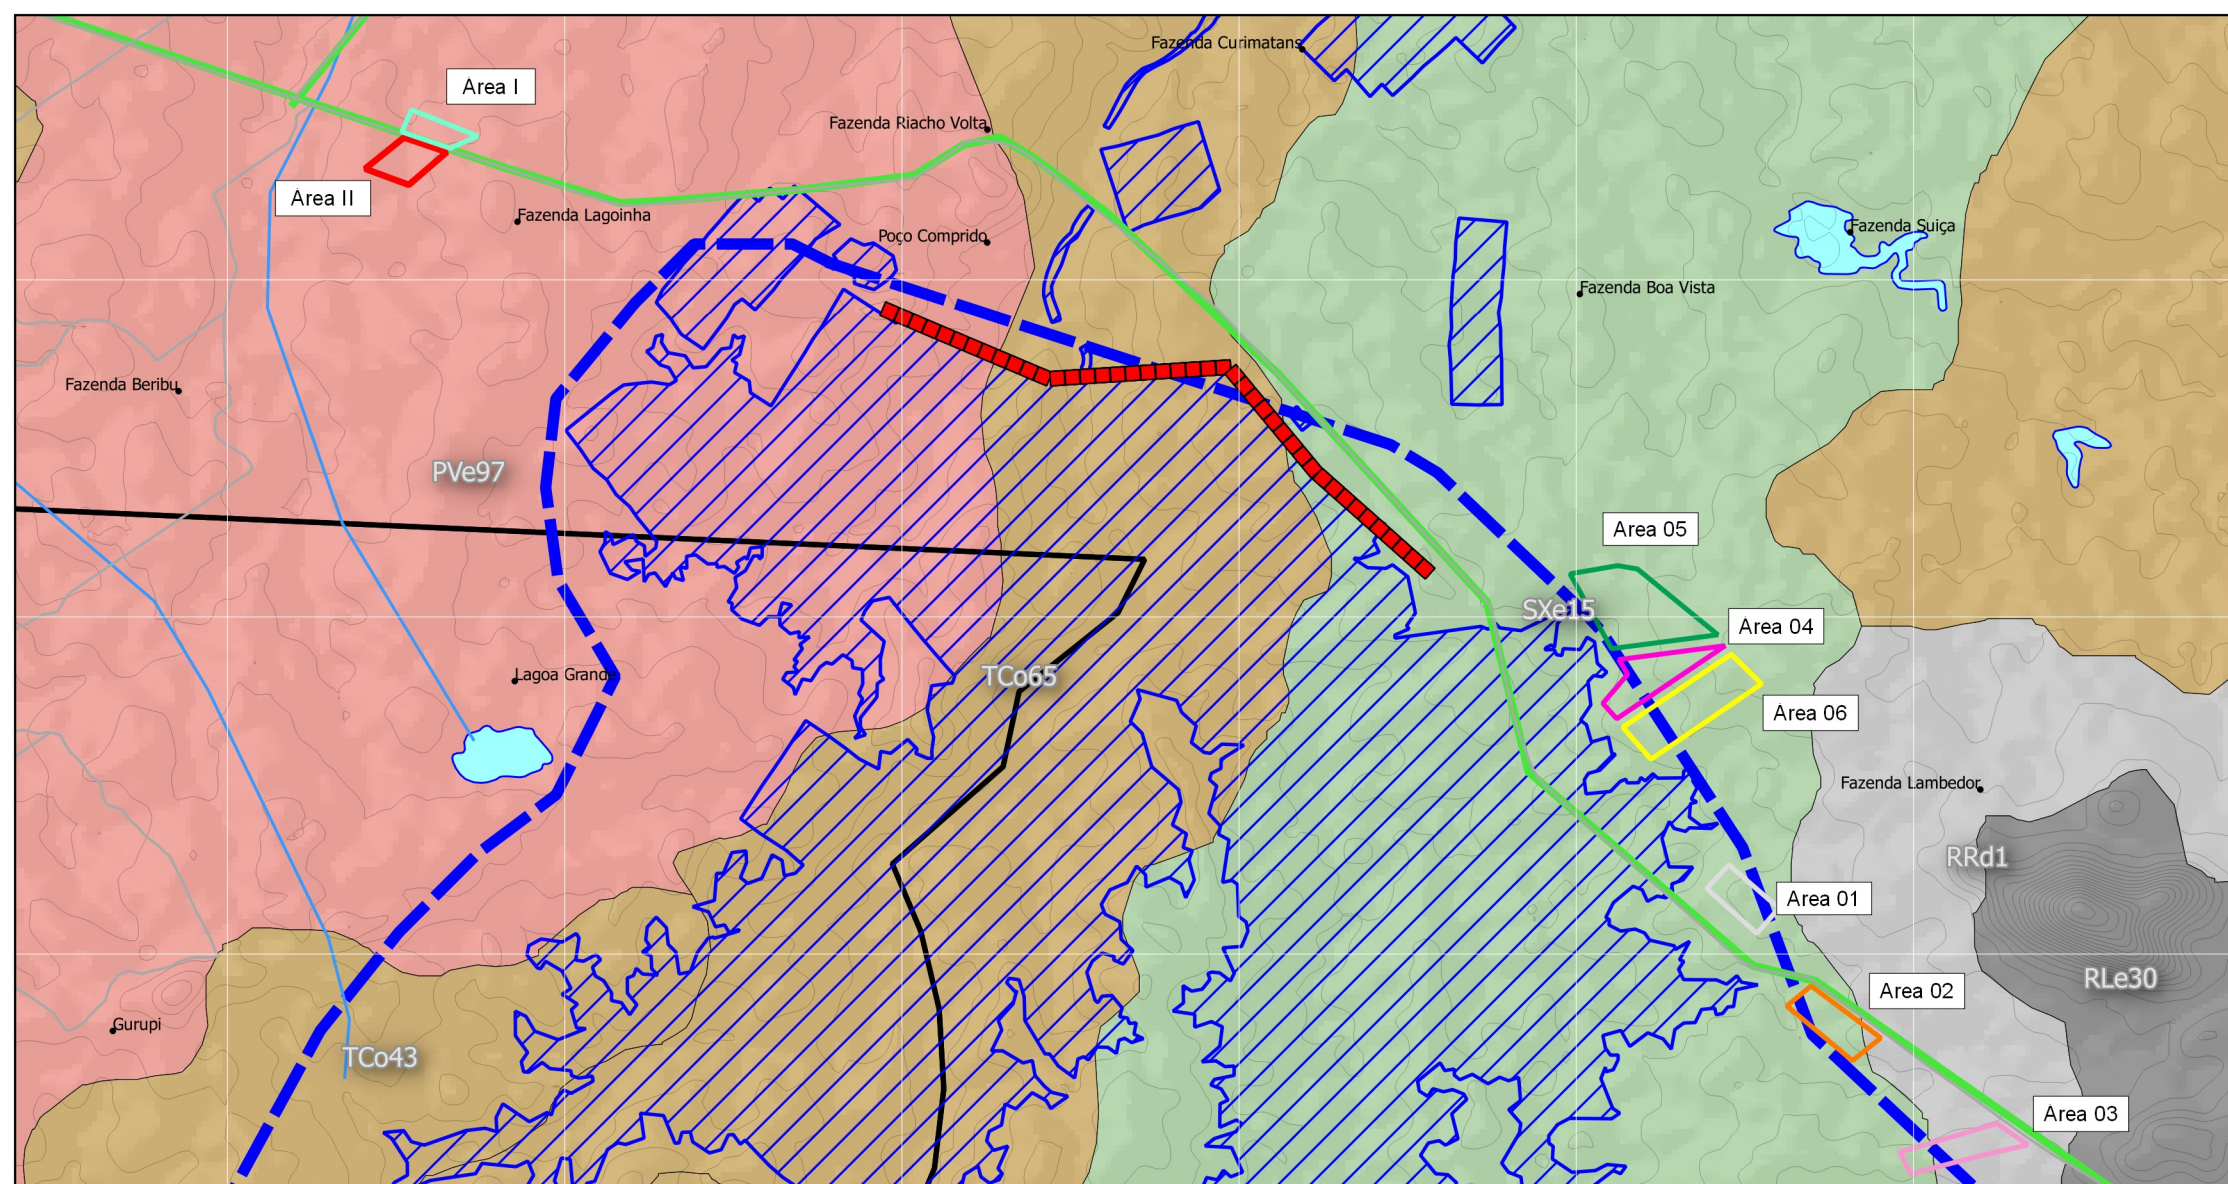 Fazenda Curimatans
Área I
Fazenda Riacho Volta
Área II
Fazenda Lagoinha
Poço Comprido
Fazenda Suiça
Fazenda Boa Vista
Fazenda Beribu
PVe97
Area 05
SXe15
Area 04
Lagoa Grande
TCo65
Area 06
Fazenda Lambedor
RRd1
Area 01
RLe30
Area 02
Gurupi
TCo43
Area 03